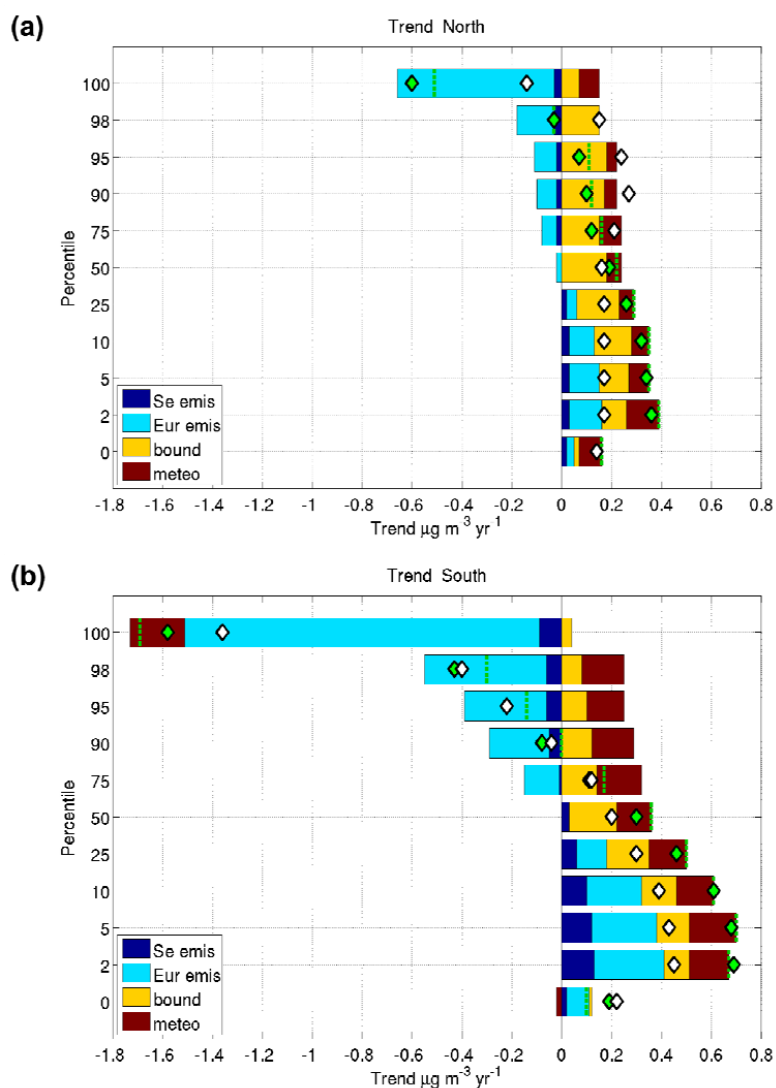 (a)
Trend North
Percentile
100
98
95
90
75
50
25
10
5
2
0
Se emis
Eur emis
bound
meteo
-1.8 -1.6 -1.4 -1.2 -1 -0.8 -0.6 -0.4 -0.2 0 0.2 0.4 0.6 0.8
Trend μg m⁻³ yr⁻¹
(b)
Trend South
Percentile
100
98
95
90
75
50
25
10
5
2
0
Se emis
Eur emis
bound
meteo
-1.8 -1.6 -1.4 -1.2 -1 -0.8 -0.6 -0.4 -0.2 0 0.2 0.4 0.6 0.8
Trend μg m⁻³ yr⁻¹